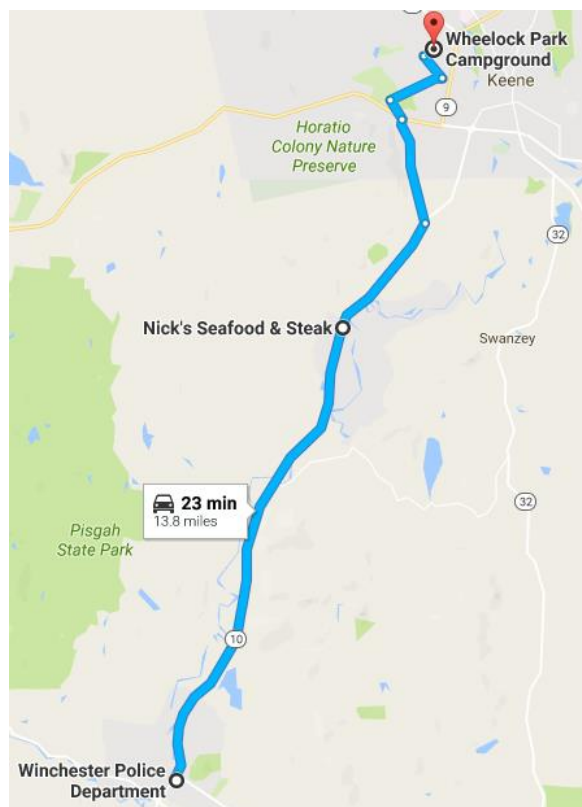 Wheelock Park
Campground
Keene
9
Horatio
Colony Nature
Preserve
32
Nick's Seafood & Steak
Swanzey
23 min
13.8 miles
32
Pisgah
State Park
10
Winchester Police
Department